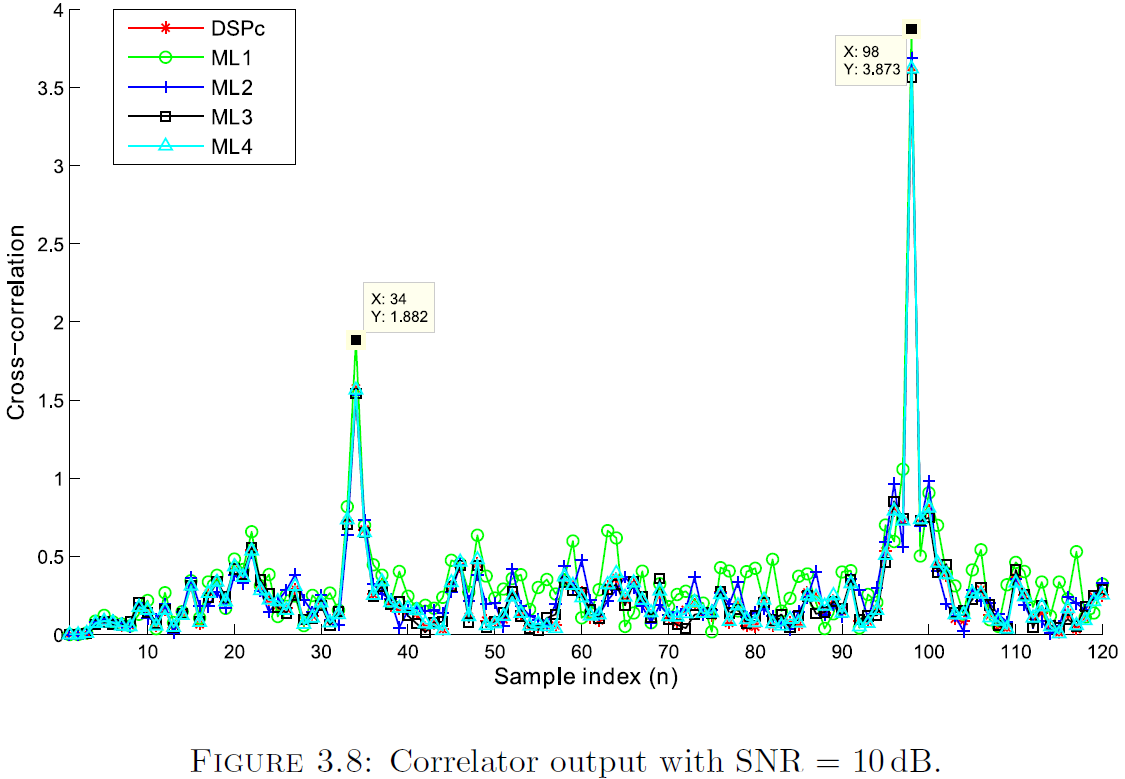 4
3.5
3
2.5
2
1.5
1
0.5
0
Cross−correlation
DSPc
ML1
ML2
ML3
ML4
X: 34
Y: 1.882
X: 98
Y: 3.873
10 20 30 40 50 60 70 80 90 100 110 120
Sample index (n)
FIGURE 3.8: Correlator output with SNR = 10 dB.